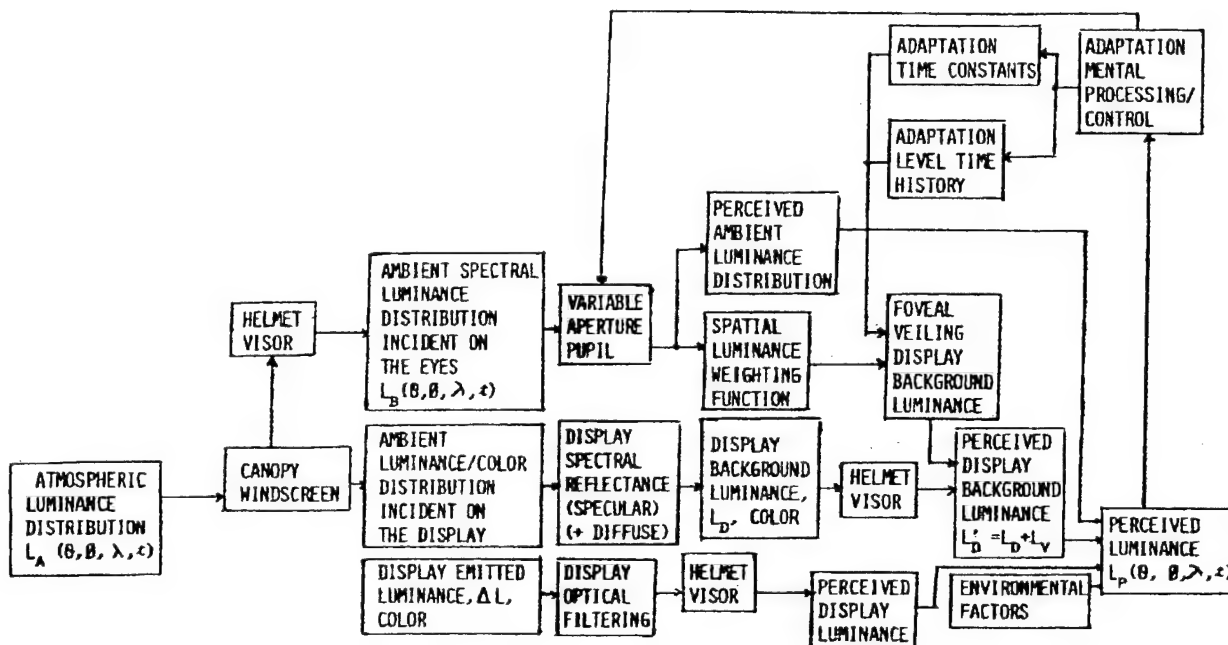 ADAPTATION
TIME CONSTANTS
ADAPTATION
MENTAL
PROCESSING/
CONTROL
ADAPTATION
LEVEL TIME
HISTORY
PERCEIVED
AMBIENT
LUMINANCE
DISTRIBUTION
HELMET
VISOR
AMBIENT SPECTRAL
LUMINANCE
DISTRIBUTION
INCIDENT ON
THE EYES
L_B (θ,Ø,λ,t)
VARIABLE
APERTURE
PUPIL
SPATIAL
LUMINANCE
WEIGHTING
FUNCTION
FOVEAL
VEILING
DISPLAY
BACKGROUND
LUMINANCE
ATMOSPHERIC
LUMINANCE
DISTRIBUTION
L_A (θ,Ø,λ,t)
CANOPY
WINDSCREEN
AMBIENT
LUMINANCE/COLOR
DISTRIBUTION
INCIDENT ON
THE DISPLAY
DISPLAY
SPECTRAL
REFLECTANCE
(SPECULAR)
(+ DIFFUSE)
DISPLAY
BACKGROUND
LUMINANCE,
L_D, COLOR
HELMET
VISOR
PERCEIVED
DISPLAY
BACKGROUND
LUMINANCE
L'_D =L_D+L_V
PERCEIVED
LUMINANCE
L_P (θ, Ø,λ,t)
DISPLAY EMITTED
LUMINANCE, ΔL,
COLOR
DISPLAY
OPTICAL
FILTERING
HELMET
VISOR
PERCEIVED
DISPLAY
LUMINANCE
ENVIRONMENTAL
FACTORS